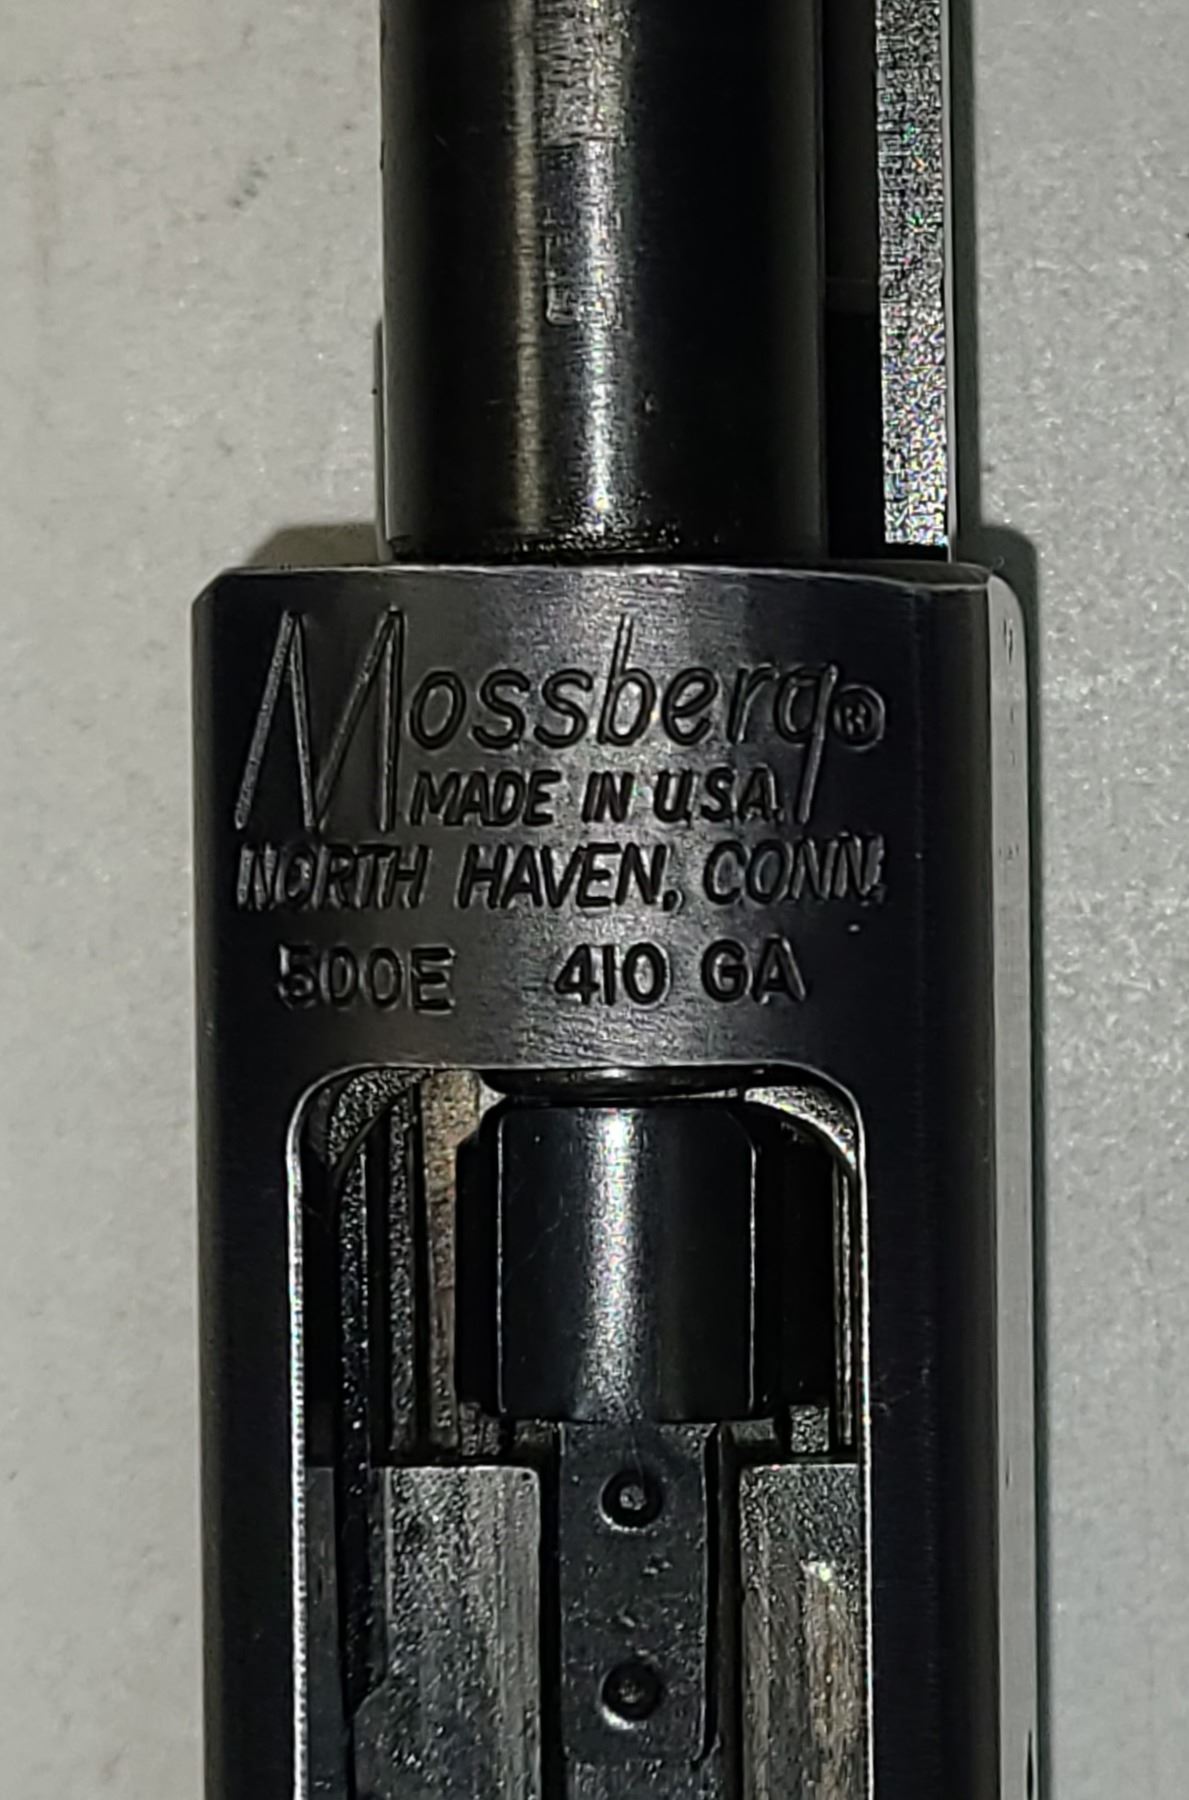 Mossberg®
MADE IN U.S.A.
NORTH HAVEN, CONN.
500E 410 GA